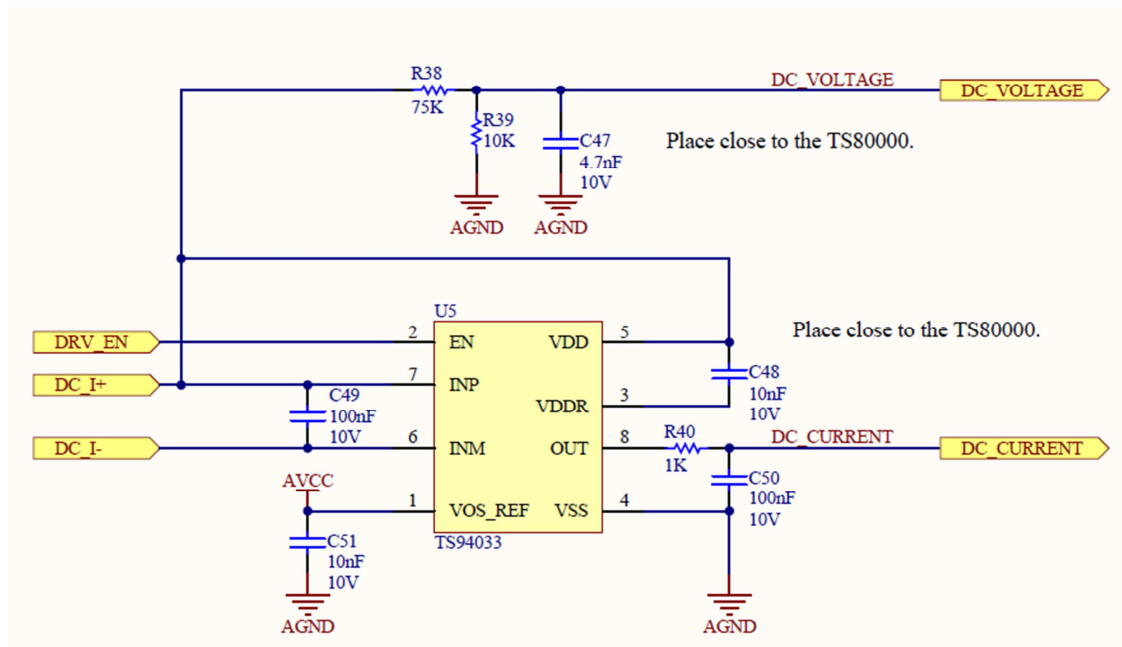 R38
75K
R39
10K
C47
4.7nF
10V
AGND
AGND
DC_VOLTAGE
DC_VOLTAGE
Place close to the TS80000.
U5
DRV_EN
2
EN
VDD
5
Place close to the TS80000.
DC_I+
7
INP
C49
100nF
10V
VDDR
3
C48
10nF
10V
DC_I-
6
INM
OUT
8
R40
1K
DC_CURRENT
DC_CURRENT
AVCC
1
VOS_REF
VSS
4
C50
100nF
10V
TS94033
C51
10nF
10V
AGND
AGND